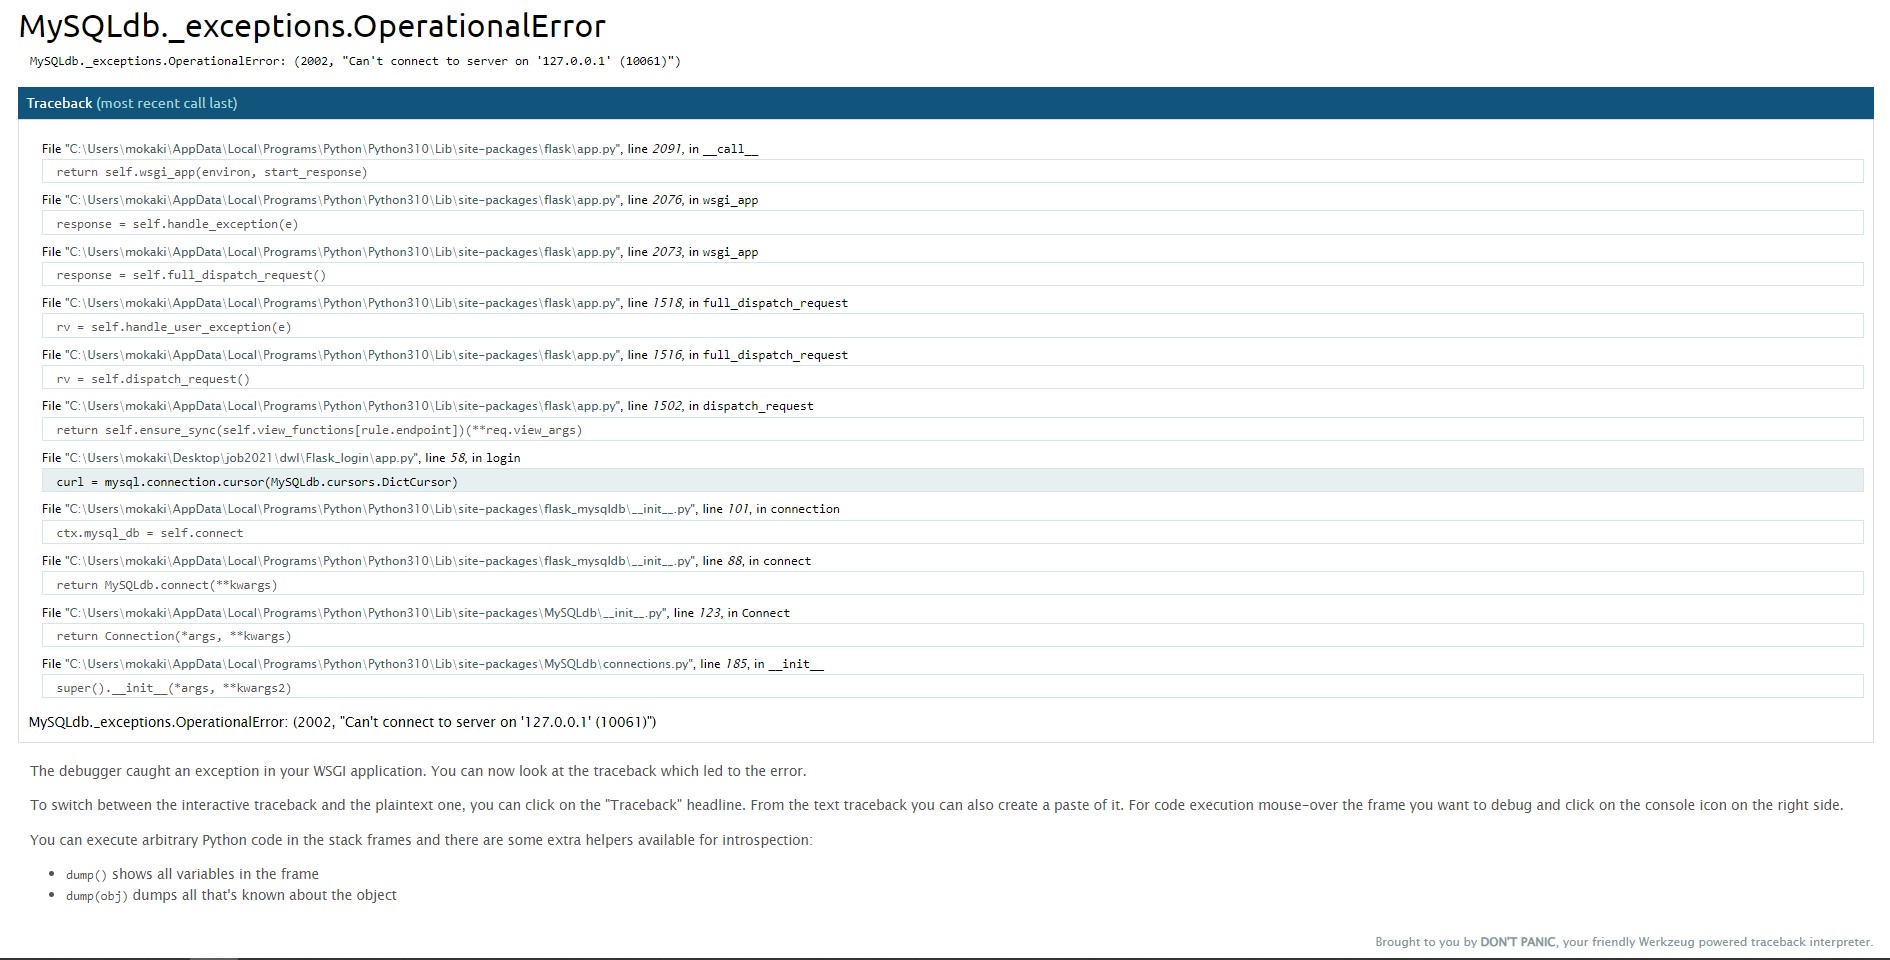 MySQLdb._exceptions.OperationalError
MySQLdb._exceptions.OperationalError: (2002, "Can't connect to server on '127.0.0.1' (10061)")
Traceback (most recent call last)
File "C:\Users\mokaki\AppData\Local\Programs\Python\Python310\Lib\site-packages\flask\app.py", line 2091, in __call__
return self.wsgi_app(environ, start_response)
File "C:\Users\mokaki\AppData\Local\Programs\Python\Python310\Lib\site-packages\flask\app.py", line 2076, in wsgi_app
response = self.handle_exception(e)
File "C:\Users\mokaki\AppData\Local\Programs\Python\Python310\Lib\site-packages\flask\app.py", line 2073, in wsgi_app
response = self.full_dispatch_request()
File "C:\Users\mokaki\AppData\Local\Programs\Python\Python310\Lib\site-packages\flask\app.py", line 1518, in full_dispatch_request
rv = self.handle_user_exception(e)
File "C:\Users\mokaki\AppData\Local\Programs\Python\Python310\Lib\site-packages\flask\app.py", line 1516, in full_dispatch_request
rv = self.dispatch_request()
File "C:\Users\mokaki\AppData\Local\Programs\Python\Python310\Lib\site-packages\flask\app.py", line 1502, in dispatch_request
return self.ensure_sync(self.view_functions[rule.endpoint])(**req.view_args)
File "C:\Users\mokaki\Desktop\job2021\dwl\Flask_login\app.py", line 58, in login
curl = mysql.connection.cursor(MySQLdb.cursors.DictCursor)
File "C:\Users\mokaki\AppData\Local\Programs\Python\Python310\Lib\site-packages\flask_mysqldb\__init__.py", line 101, in connection
ctx.mysql_db = self.connect
File "C:\Users\mokaki\AppData\Local\Programs\Python\Python310\Lib\site-packages\flask_mysqldb\__init__.py", line 88, in connect
return MySQLdb.connect(**kwargs)
File "C:\Users\mokaki\AppData\Local\Programs\Python\Python310\Lib\site-packages\MySQLdb\__init__.py", line 123, in Connect
return Connection(*args, **kwargs)
File "C:\Users\mokaki\AppData\Local\Programs\Python\Python310\Lib\site-packages\MySQLdb\connections.py", line 185, in __init__
super().__init__(*args, **kwargs2)
MySQLdb._exceptions.OperationalError: (2002, "Can't connect to server on '127.0.0.1' (10061)")
The debugger caught an exception in your WSGI application. You can now look at the traceback which led to the error.
To switch between the interactive traceback and the plaintext one, you can click on the "Traceback" headline. From the text traceback you can also create a paste of it. For code execution mouse-over the frame you want to debug and click on the console icon on the right side.
You can execute arbitrary Python code in the stack frames and there are some extra helpers available for introspection:
• dump() shows all variables in the frame
• dump(obj) dumps all that's known about the object
Brought to you by DON'T PANIC, your friendly Werkzeug powered traceback interpreter.